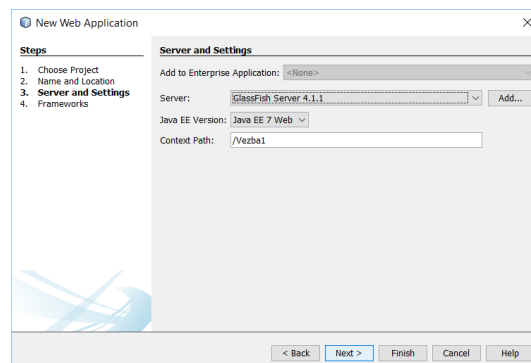 New Web Application
Steps
1. Choose Project
2. Name and Location
3. Server and Settings
4. Frameworks
Server and Settings
Add to Enterprise Application: <None>
Server: GlassFish Server 4.1.1 Add...
Java EE Version: Java EE 7 Web
Context Path: /Vezba1
< Back Next > Finish Cancel Help